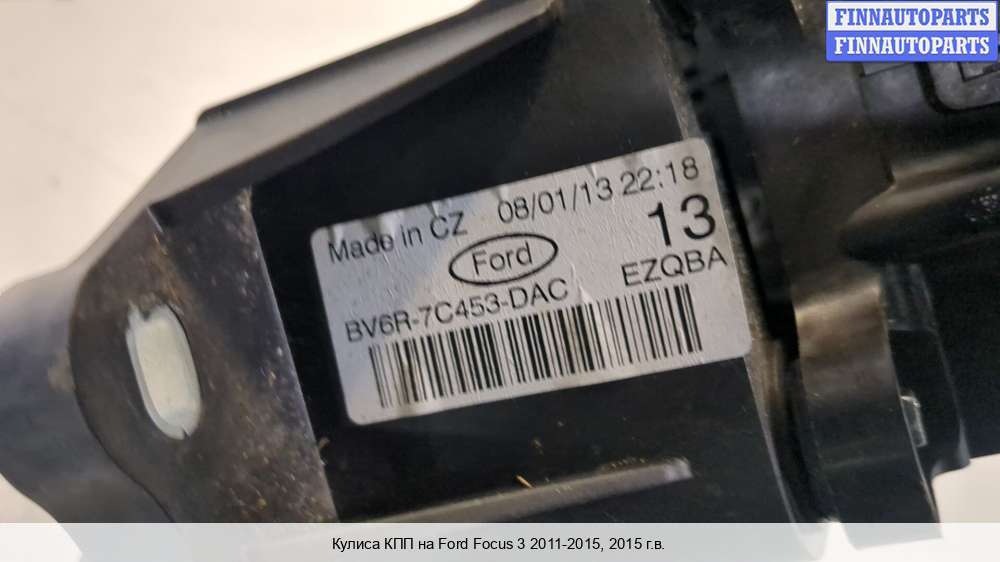 FINNAUTOPARTS
FINNAUTOPARTS
Made in CZ 08/01/13 22:18
Ford 13
BV6R-7C453-DAC EZQBA
Кулиса КПП на Ford Focus 3 2011-2015, 2015 г.в.